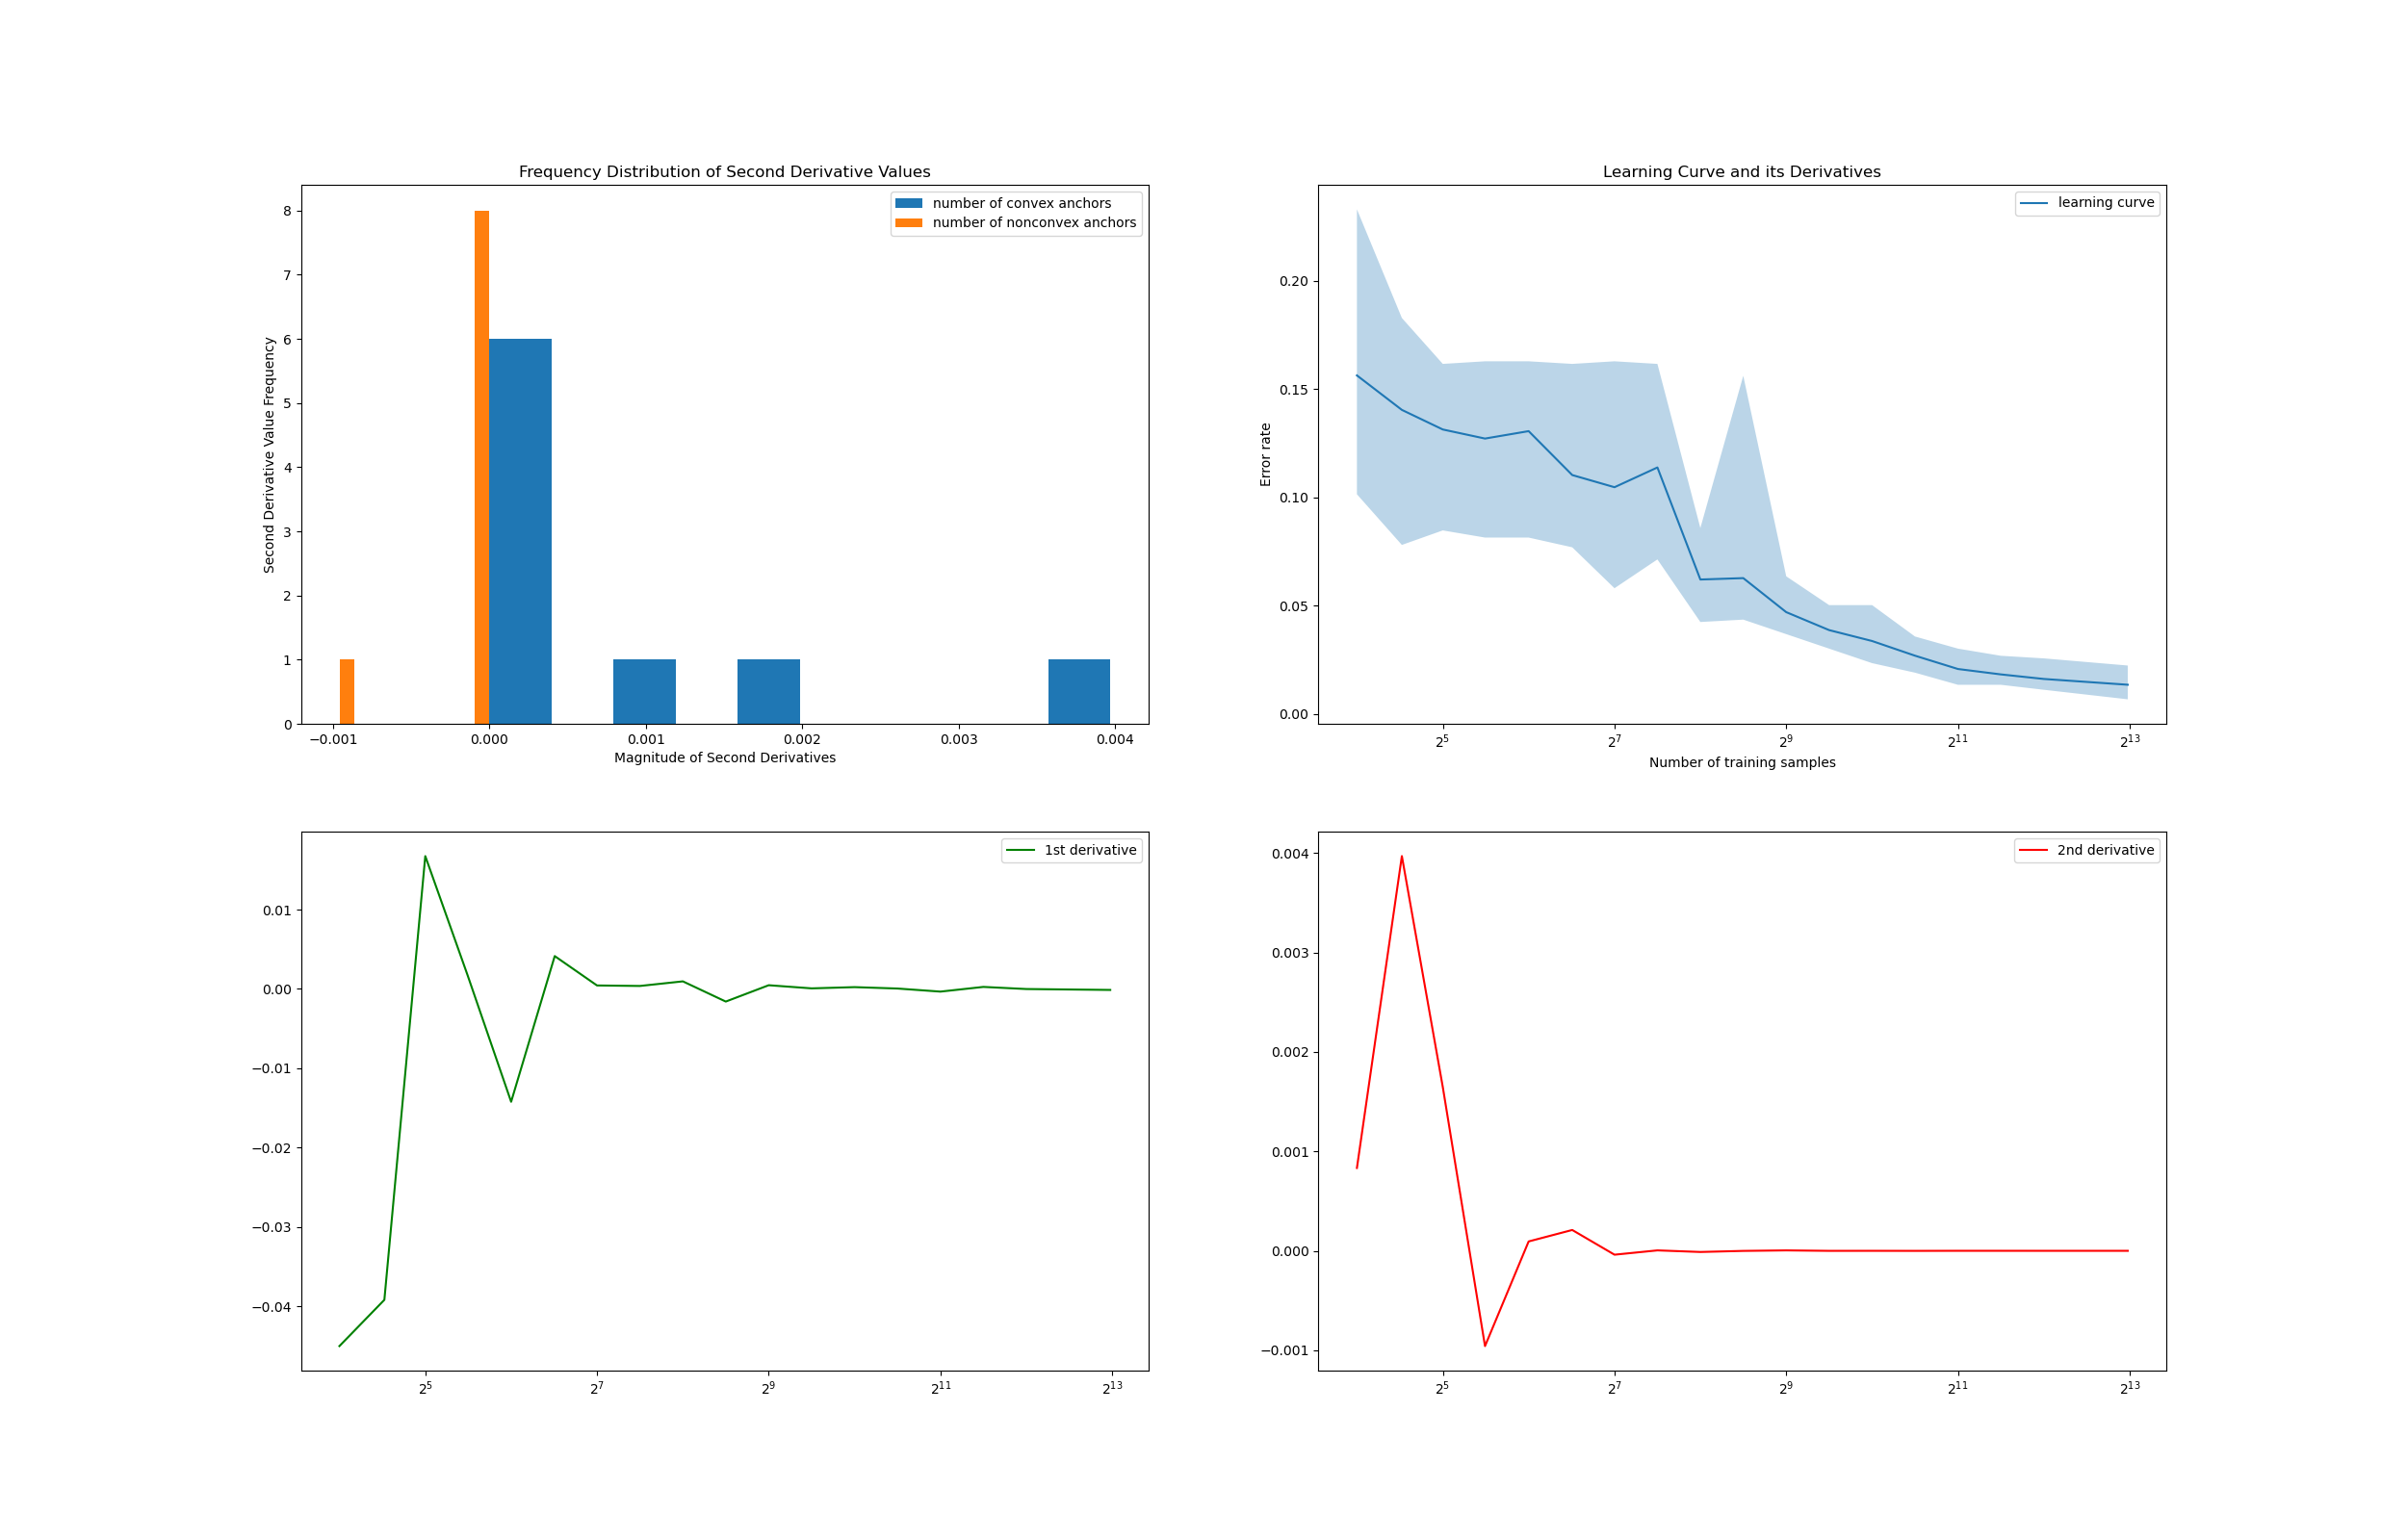 Frequency Distribution of Second Derivative Values
number of convex anchors
number of nonconvex anchors
8
7
6
5
4
3
2
1
0
Second Derivative Value Frequency
−0.001 0.000 0.001 0.002 0.003 0.004
Magnitude of Second Derivatives
Learning Curve and its Derivatives
learning curve
0.20
0.15
0.10
0.05
0.00
Error rate
2^5 2^7 2^9 2^11 2^13
Number of training samples
1st derivative
0.01
0.00
−0.01
−0.02
−0.03
−0.04
2^5 2^7 2^9 2^11 2^13
2nd derivative
0.004
0.003
0.002
0.001
0.000
−0.001
2^5 2^7 2^9 2^11 2^13